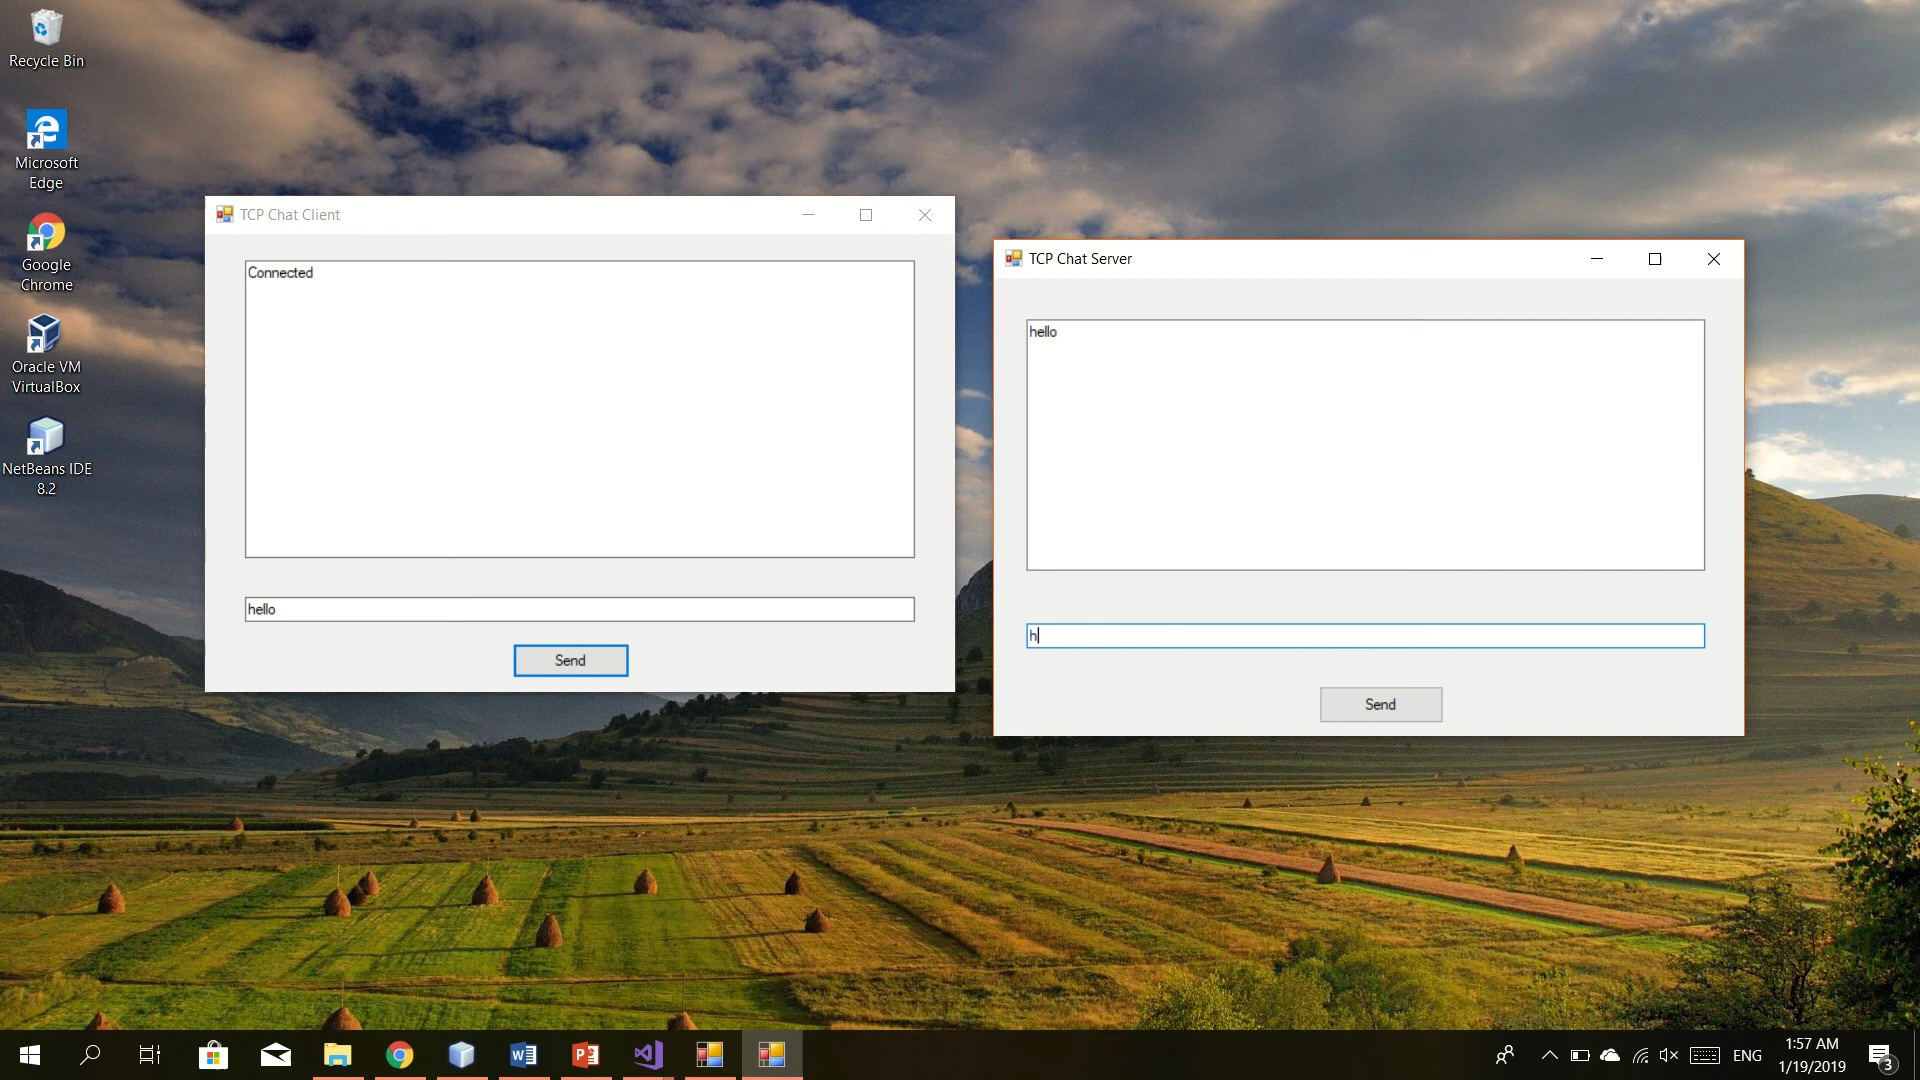 Recycle Bin
Microsoft
Edge
Google
Chrome
Oracle VM
VirtualBox
NetBeans IDE
8.2
TCP Chat Client
Connected
hello
Send
TCP Chat Server
hello
h
Send
ENG
1:57 AM
1/19/2019
3